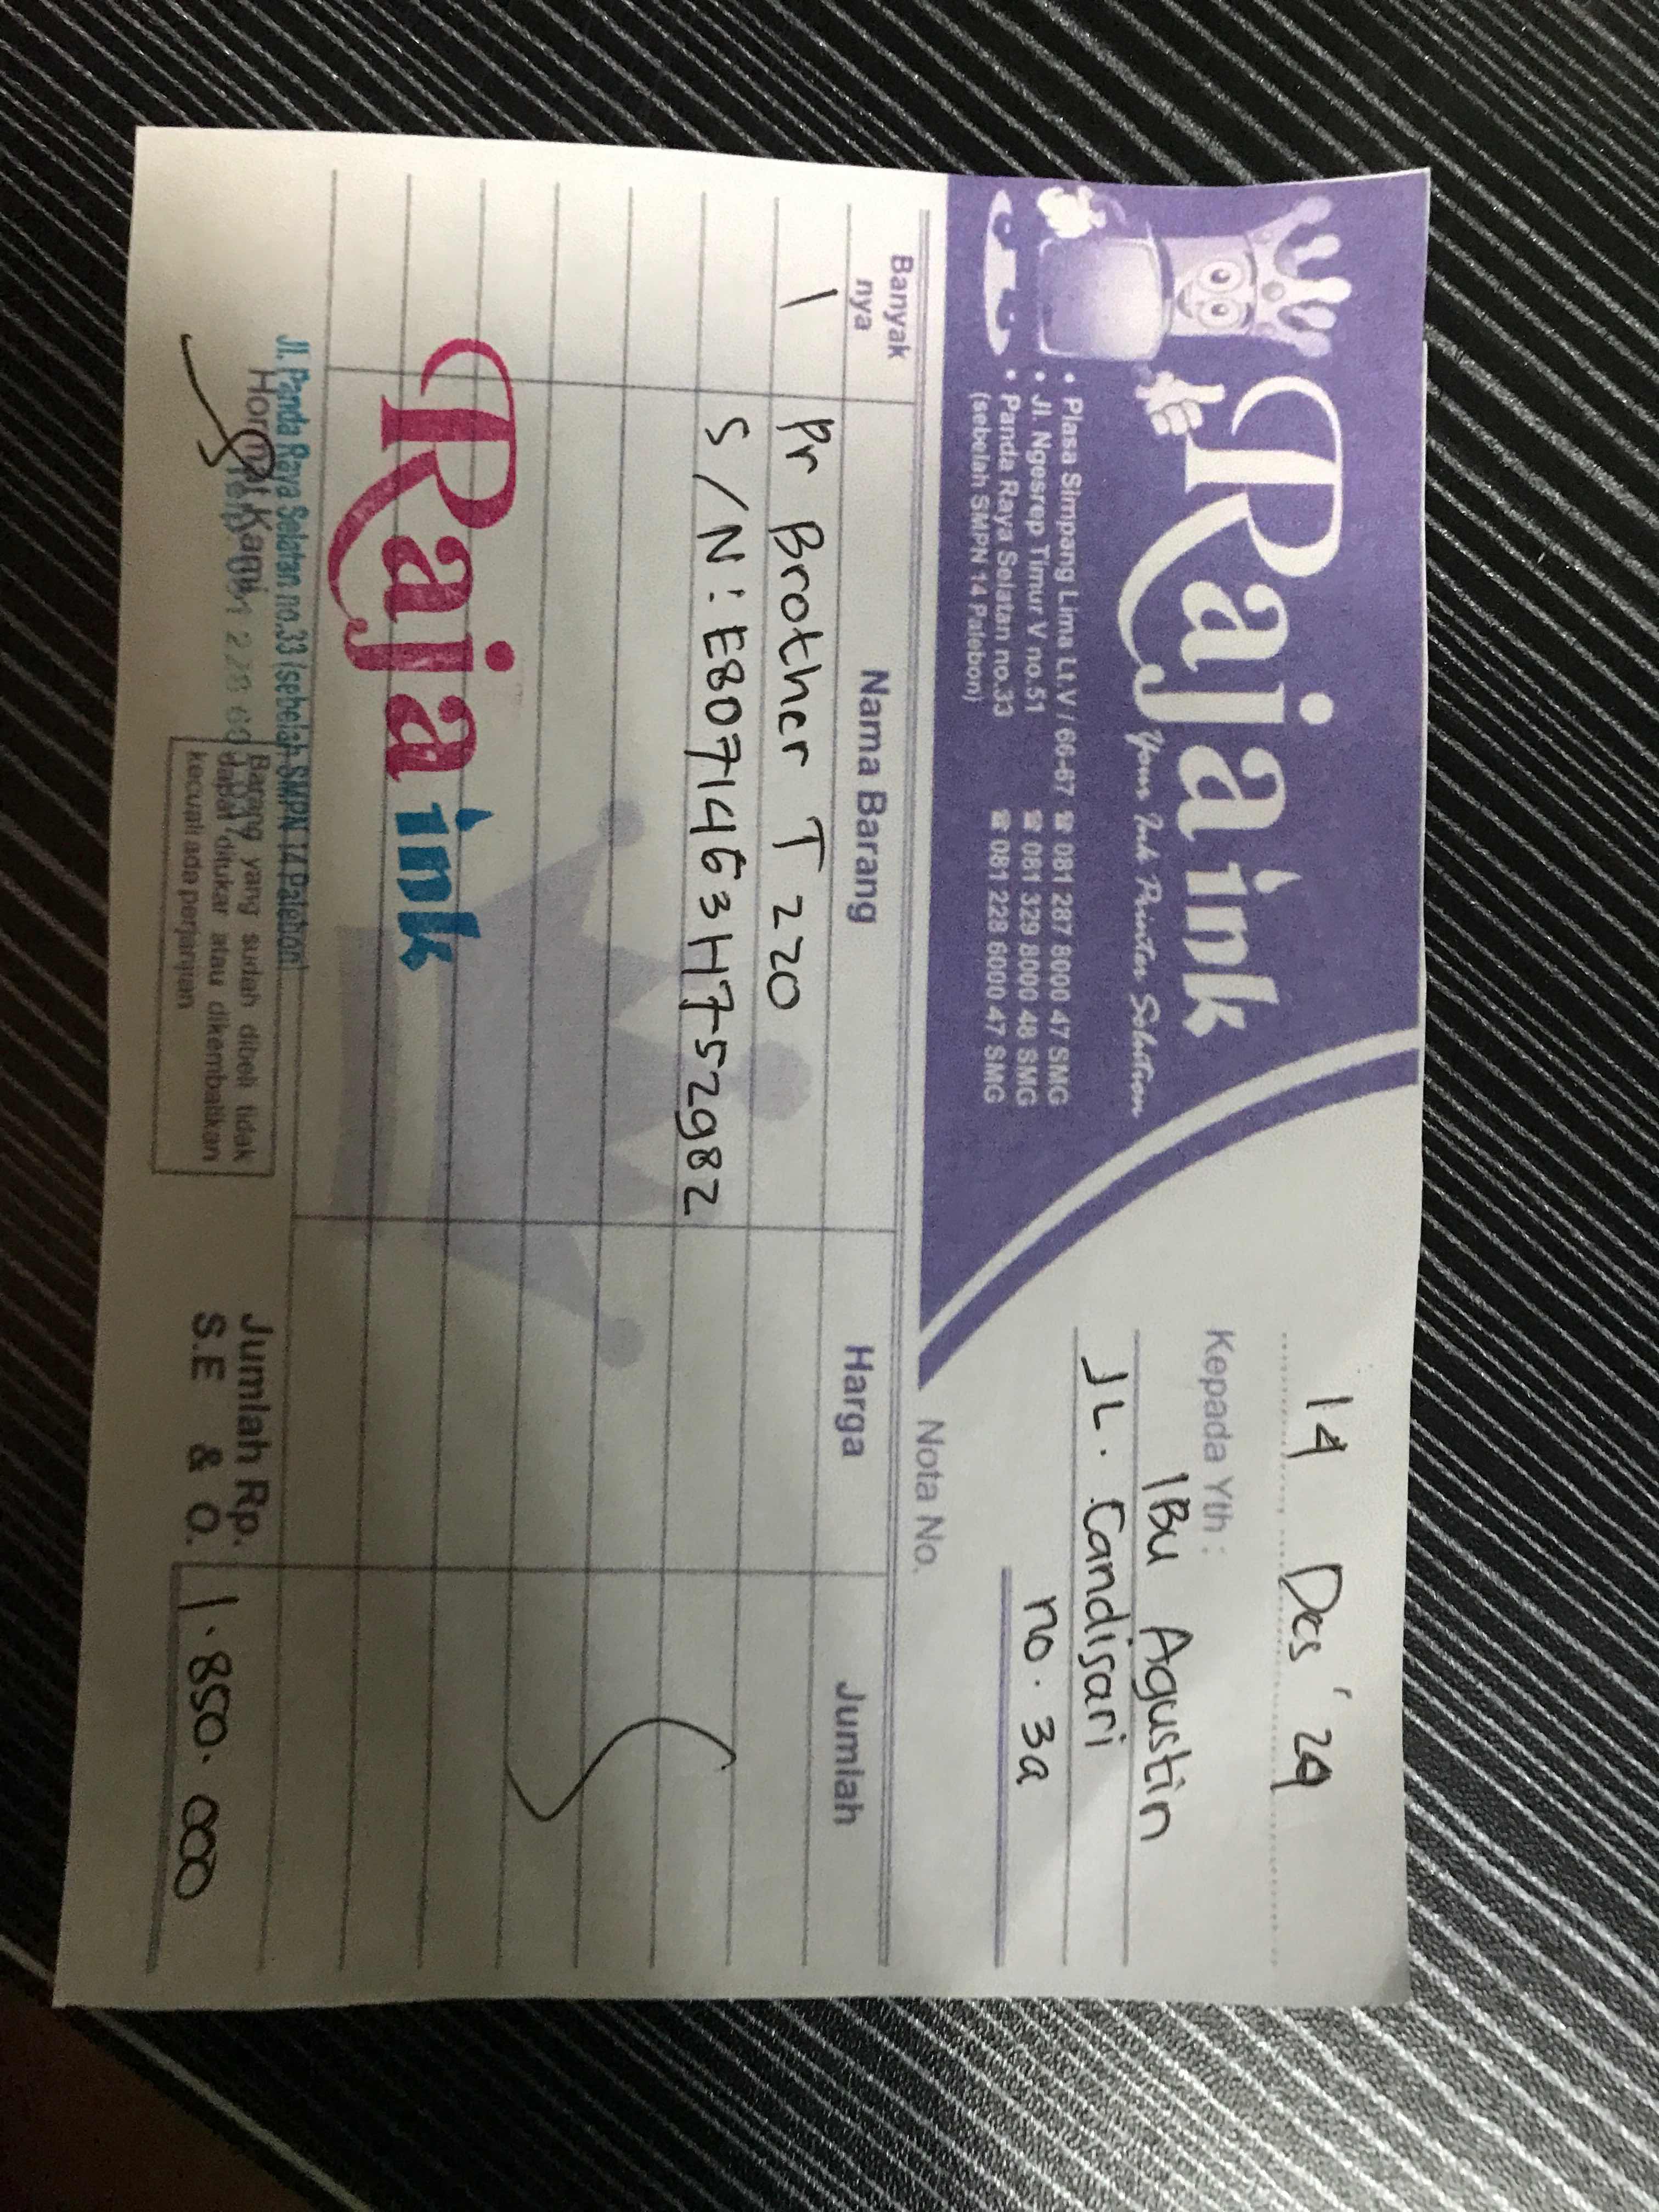 Raja ink
Your Ink Printer Solution
• Plasa Simpang Lima Lt.V / 66-67 ☎ 081 287 8000 47 SMG
• Jl. Ngesrep Timur V no.51 ☎ 081 329 8000 48 SMG
• Panda Raya Selatan no.33 ☎ 081 228 6000 47 SMG
(sebelah SMPN 14 Palebon)
14 Des '24
Kepada Yth :
IBu Agustin
JL. Candisari
no. 3a
Nota No.
Banyak nya Nama Barang Harga Jumlah
1 Pr Brother T 220
S/N: E80714463H752982
Raja ink
Jl. Panda Raya Selatan no.33 (sebelah SMPN 14 Palebon)
Hormat Kami
Barang yang sudah dibeli tidak
dapat ditukar atau dikembalikan
kecuali ada perjanjian
Jumlah Rp. 1.850.000
S.E & O.